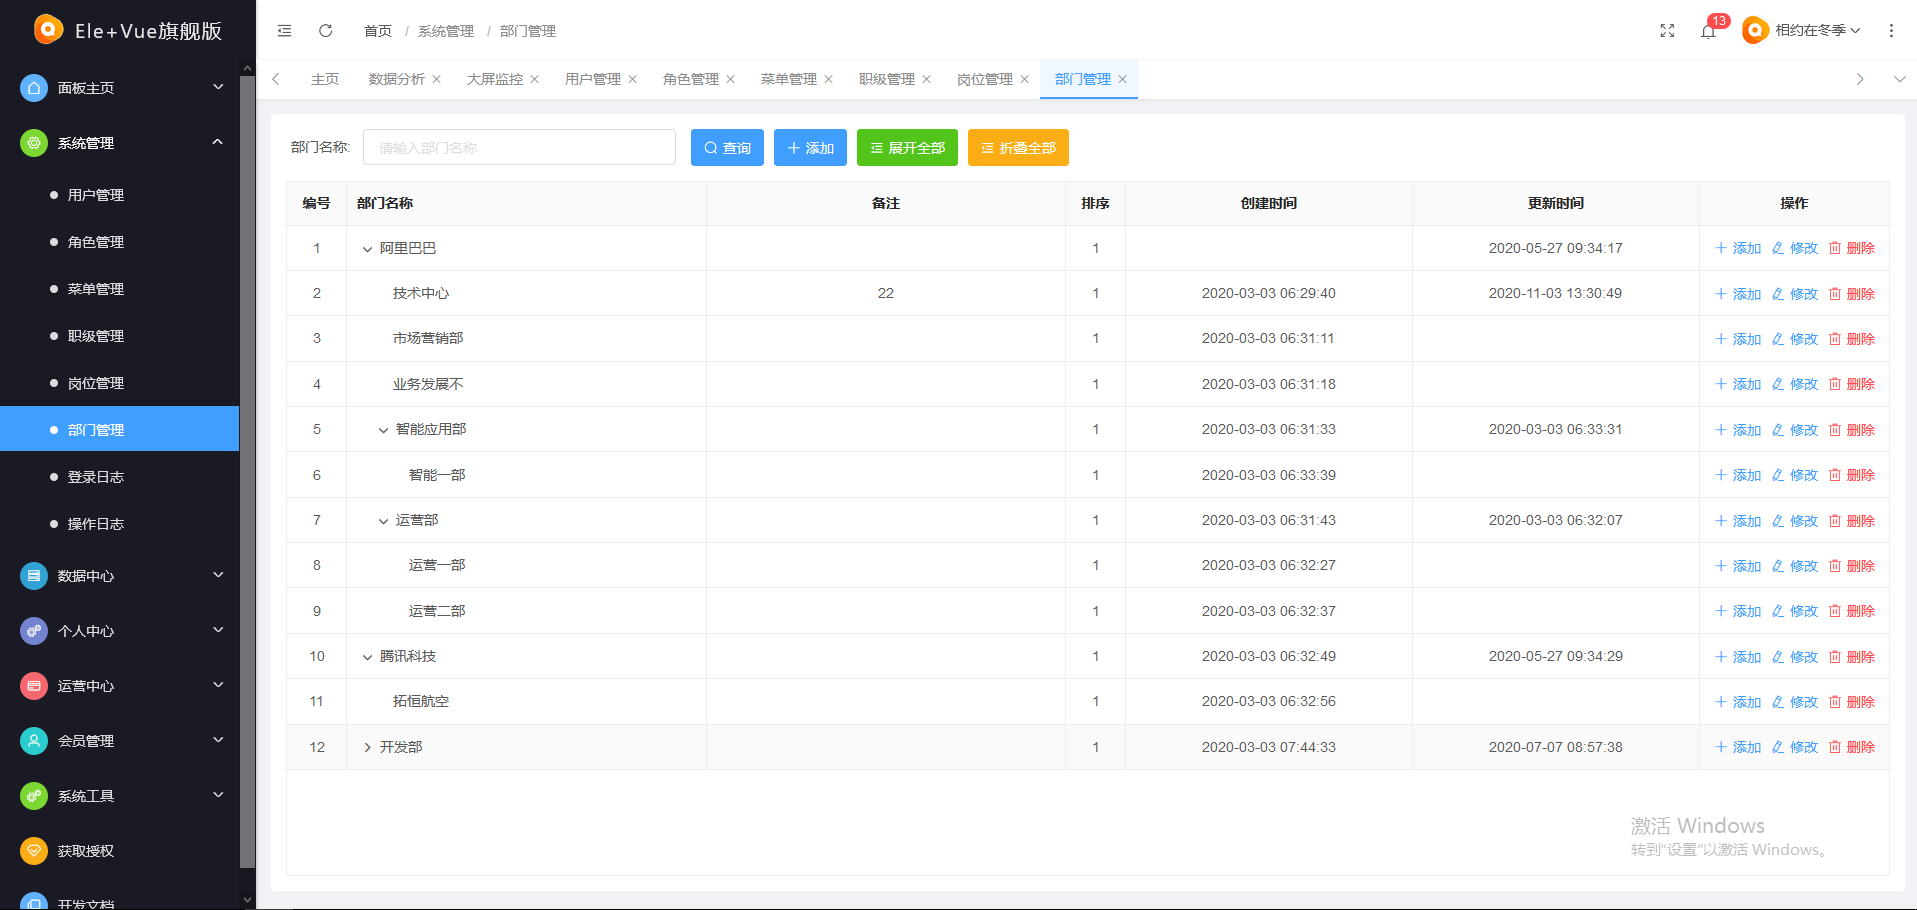 Ele+Vue旗舰版
面板主页
系统管理
用户管理
角色管理
菜单管理
职级管理
岗位管理
部门管理
登录日志
操作日志
数据中心
个人中心
运营中心
会员管理
系统工具
获取授权
开发文档
首页 / 系统管理 / 部门管理
13
相约在冬季
主页 数据分析 大屏监控 用户管理 角色管理 菜单管理 职级管理 岗位管理 部门管理
部门名称: 请输入部门名称 查询 添加 展开全部 折叠全部
编号 部门名称 备注 排序 创建时间 更新时间 操作
1 阿里巴巴 1 2020-05-27 09:34:17 添加 修改 删除
2 技术中心 22 1 2020-03-03 06:29:40 2020-11-03 13:30:49 添加 修改 删除
3 市场营销部 1 2020-03-03 06:31:11 添加 修改 删除
4 业务发展不 1 2020-03-03 06:31:18 添加 修改 删除
5 智能应用部 1 2020-03-03 06:31:33 2020-03-03 06:33:31 添加 修改 删除
6 智能一部 1 2020-03-03 06:33:39 添加 修改 删除
7 运营部 1 2020-03-03 06:31:43 2020-03-03 06:32:07 添加 修改 删除
8 运营一部 1 2020-03-03 06:32:27 添加 修改 删除
9 运营二部 1 2020-03-03 06:32:37 添加 修改 删除
10 腾讯科技 1 2020-03-03 06:32:49 2020-05-27 09:34:29 添加 修改 删除
11 拓恒航空 1 2020-03-03 06:32:56 添加 修改 删除
12 开发部 1 2020-03-03 07:44:33 2020-07-07 08:57:38 添加 修改 删除
激活 Windows
转到"设置"以激活 Windows。